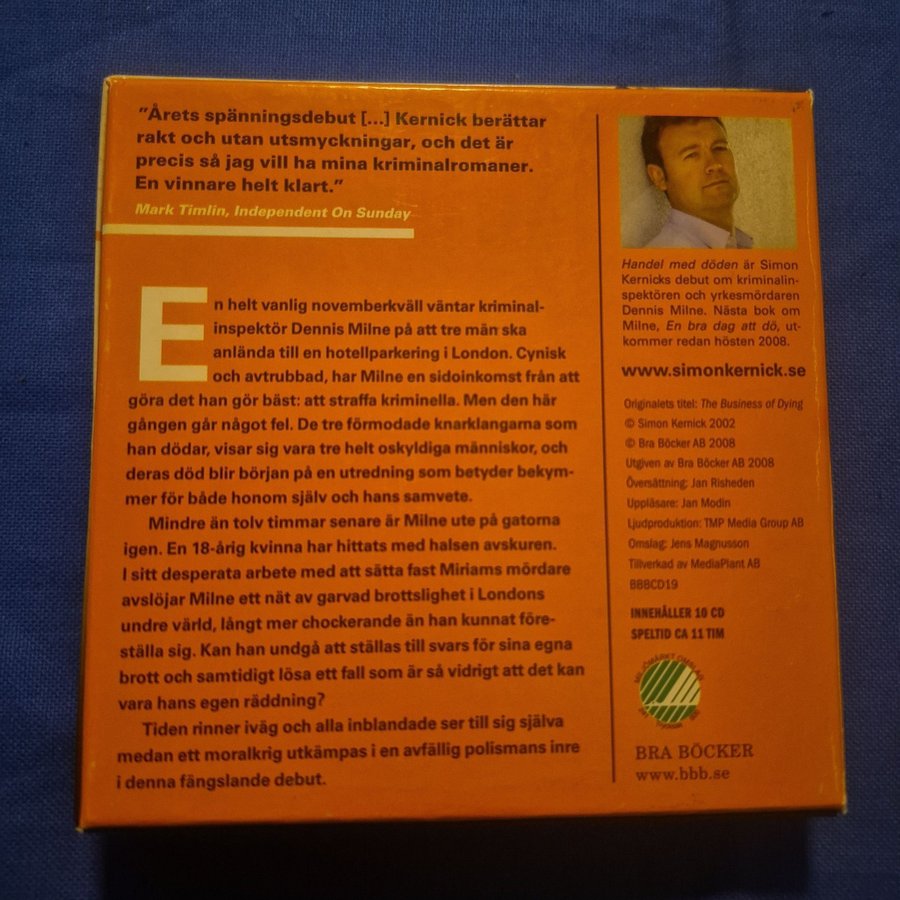 ”Årets spänningsdebut [...] Kernick berättar
rakt och utan utsmyckningar, och det är
precis så jag vill ha mina kriminalromaner.
En vinnare helt klart.”
Mark Timlin, Independent On Sunday
En helt vanlig novemberkväll väntar kriminal-
inspektör Dennis Milne på att tre män ska
anlända till en hotellparkering i London. Cynisk
och avtrubbad, har Milne en sidoinkomst från att
göra det han gör bäst: att straffa kriminella. Men den här
gången går något fel. De tre förmodade knarklangarna som
han dödar, visar sig vara tre helt oskyldiga människor, och
deras död blir början på en utredning som betyder bekym-
mer för både honom själv och hans samvete.
Mindre än tolv timmar senare är Milne ute på gatorna
igen. En 18-årig kvinna har hittats med halsen avskuren.
I sitt desperata arbete med att sätta fast Miriams mördare
avslöjar Milne ett nät av garvad brottslighet i Londons
undre värld, långt mer chockerande än han kunnat före-
ställa sig. Kan han undgå att ställas till svars för sina egna
brott och samtidigt lösa ett fall som är så vidrigt att det kan
vara hans egen räddning?
Tiden rinner iväg och alla inblandade ser till sig själva
medan ett moralkrig utkämpas i en avfällig polismans inre
i denna fängslande debut.
Handel med döden är Simon
Kernicks debut om kriminalin-
spektören och yrkesmördaren
Dennis Milne. Nästa bok om
Milne, En bra dag att dö, ut-
kommer redan hösten 2008.
www.simonkernick.se
Originalets titel: The Business of Dying
© Simon Kernick 2002
© Bra Böcker AB 2008
Utgiven av Bra Böcker AB 2008
Översättning: Jan Risheden
Uppläsare: Jan Modin
Ljudproduktion: TMP Media Group AB
Omslag: Jens Magnusson
Tillverkad av MediaPlant AB
BBBCD19
INNEHÅLLER 10 CD
SPELTID CA 11 TIM
MILJÖMÄRKT OMSLAG
BRA BÖCKER
www.bbb.se